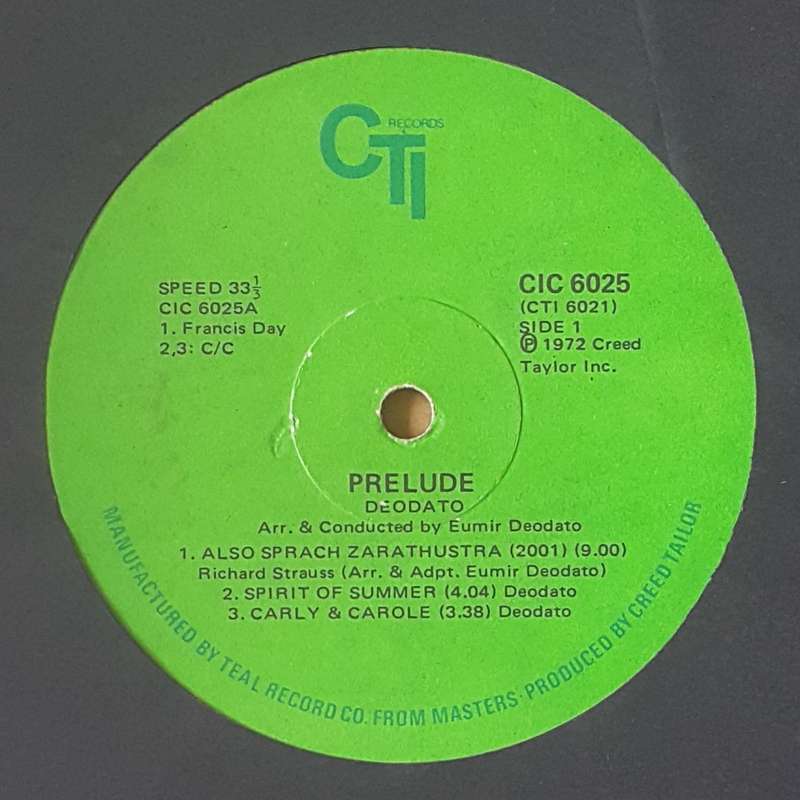 CTI RECORDS
SPEED 33⅓
CIC 6025A
1. Francis Day
2,3: C/C
CIC 6025
(CTI 6021)
SIDE 1
℗ 1972 Creed
Taylor Inc.
PRELUDE
DEODATO
Arr. & Conducted by Eumir Deodato
1. ALSO SPRACH ZARATHUSTRA (2001) (9.00)
Richard Strauss (Arr. & Adpt. Eumir Deodato)
2. SPIRIT OF SUMMER (4.04) Deodato
3. CARLY & CAROLE (3.38) Deodato
MANUFACTURED BY TEAL RECORD CO. FROM MASTERS· PRODUCED BY CREED TAILOR